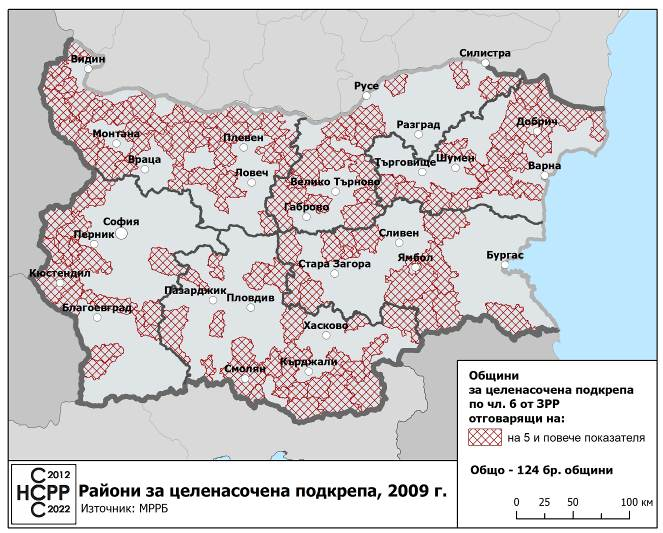 Видин
Силистра
Русе
Добрич
Разград
Монтана
Плевен
Враца
Търговище
Шумен
Варна
Ловеч
Велико Търново
Габрово
София
Перник
Сливен
Бургас
Ямбол
Стара Загора
Кюстендил
Пазарджик
Пловдив
Благоевград
Хасково
Кърджали
Смолян
Общини
за целенасочена подкрепа
по чл. 6 от ЗРР
отговарящи на:
на 5 и повече показателя
Общо - 124 бр. общини
0 25 50 100 км
С 2012
НСРР
С 2022
Райони за целенасочена подкрепа, 2009 г.
Източник: МРРБ